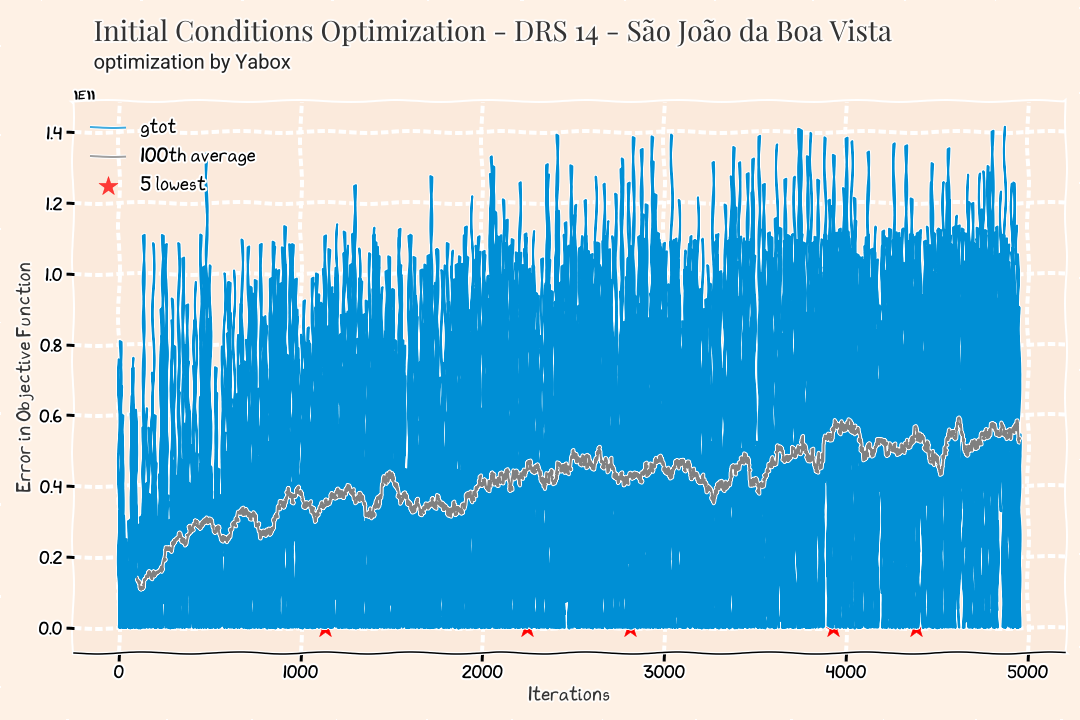 Initial Conditions Optimization - DRS 14 - São João da Boa Vista
optimization by Yabox
1E11
gtot
100th average
5 lowest
1.4
1.2
1.0
0.8
0.6
0.4
0.2
0.0
Error in Objective Function
0 1000 2000 3000 4000 5000
Iterations